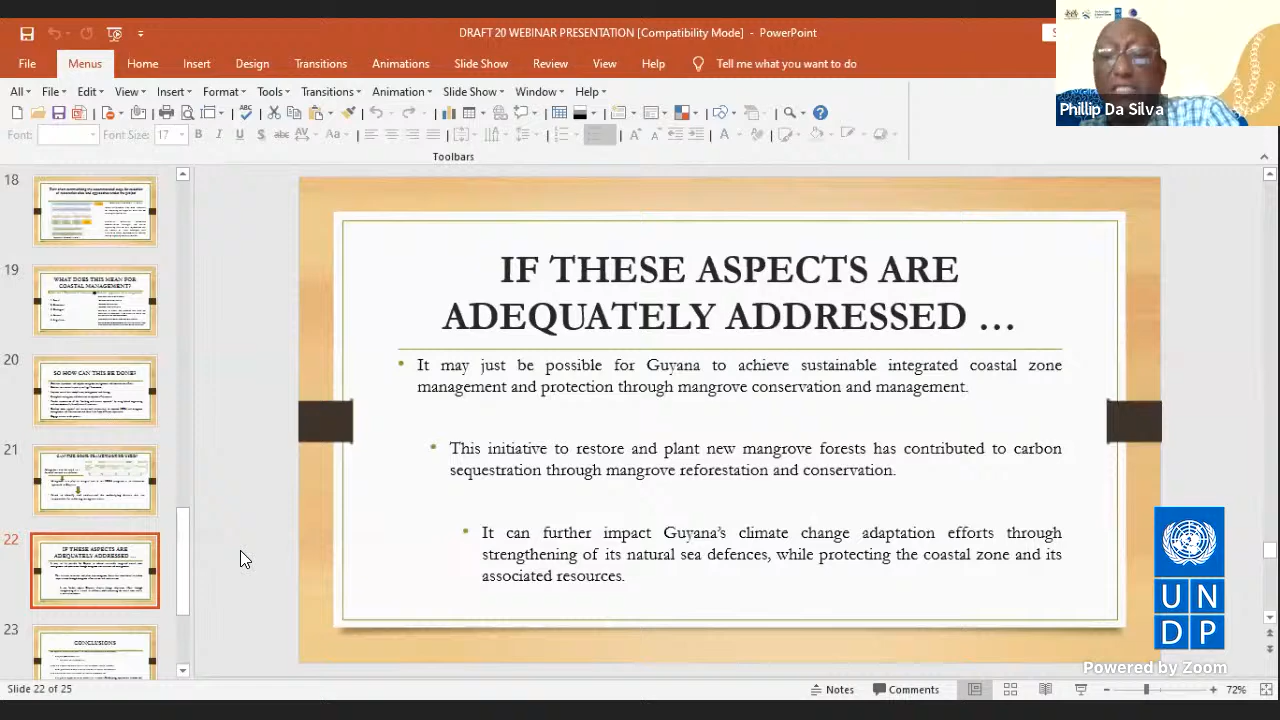 DRAFT 20 WEBINAR PRESENTATION [Compatibility Mode] - PowerPoint
File Menus Home Insert Design Transitions Animations Slide Show Review View Help Tell me what you want to do
All File Edit View Insert Format Tools Transitions Animation Slide Show Window Help
Font: Font Size: 17
Toolbars
Phillip Da Silva
18
19
WHAT DOES THIS MEAN FOR
COASTAL MANAGEMENT?
20
SO HOW CAN THIS BE DONE?
21
22
IF THESE ASPECTS ARE
ADEQUATELY ADDRESSED ...
23
CONCLUSIONS
IF THESE ASPECTS ARE
ADEQUATELY ADDRESSED …
• It may just be possible for Guyana to achieve sustainable integrated coastal zone
management and protection through mangrove conservation and management.
• This initiative to restore and plant new mangrove forests has contributed to carbon
sequestration through mangrove reforestation and conservation.
• It can further impact Guyana’s climate change adaptation efforts through
strengthening of its natural sea defences, while protecting the coastal zone and its
associated resources.
U N
D P
Powered by Zoom
Slide 22 of 25
Notes Comments 72%